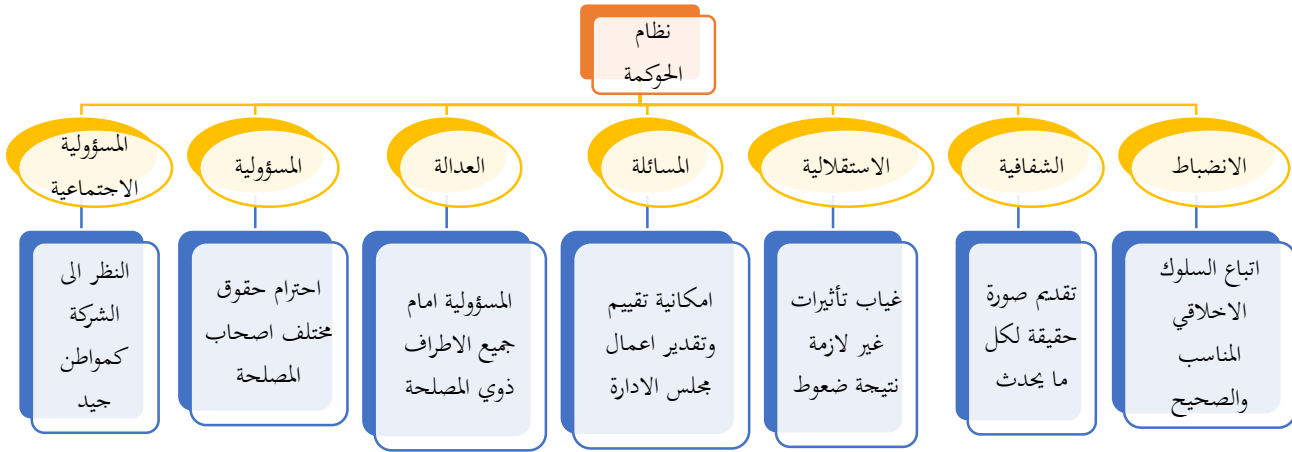 نظام
الحوكمة
الانضباط
الشفافية
الاستقلالية
المسائلة
العدالة
المسؤولية
المسؤولية
الاجتماعية
اتباع السلوك
الاخلاقي
المناسب
والصحيح
تقديم صورة
حقيقة لكل
ما يحدث
غياب تأثيرات
غير لازمة
نتيجة ضعوط
امكانية تقييم
وتقدير اعمال
مجلس الادارة
المسؤولية امام
جميع الاطراف
ذوي المصلحة
احترام حقوق
مختلف اصحاب
المصلحة
النظر الى
الشركة
كمواطن
جيد